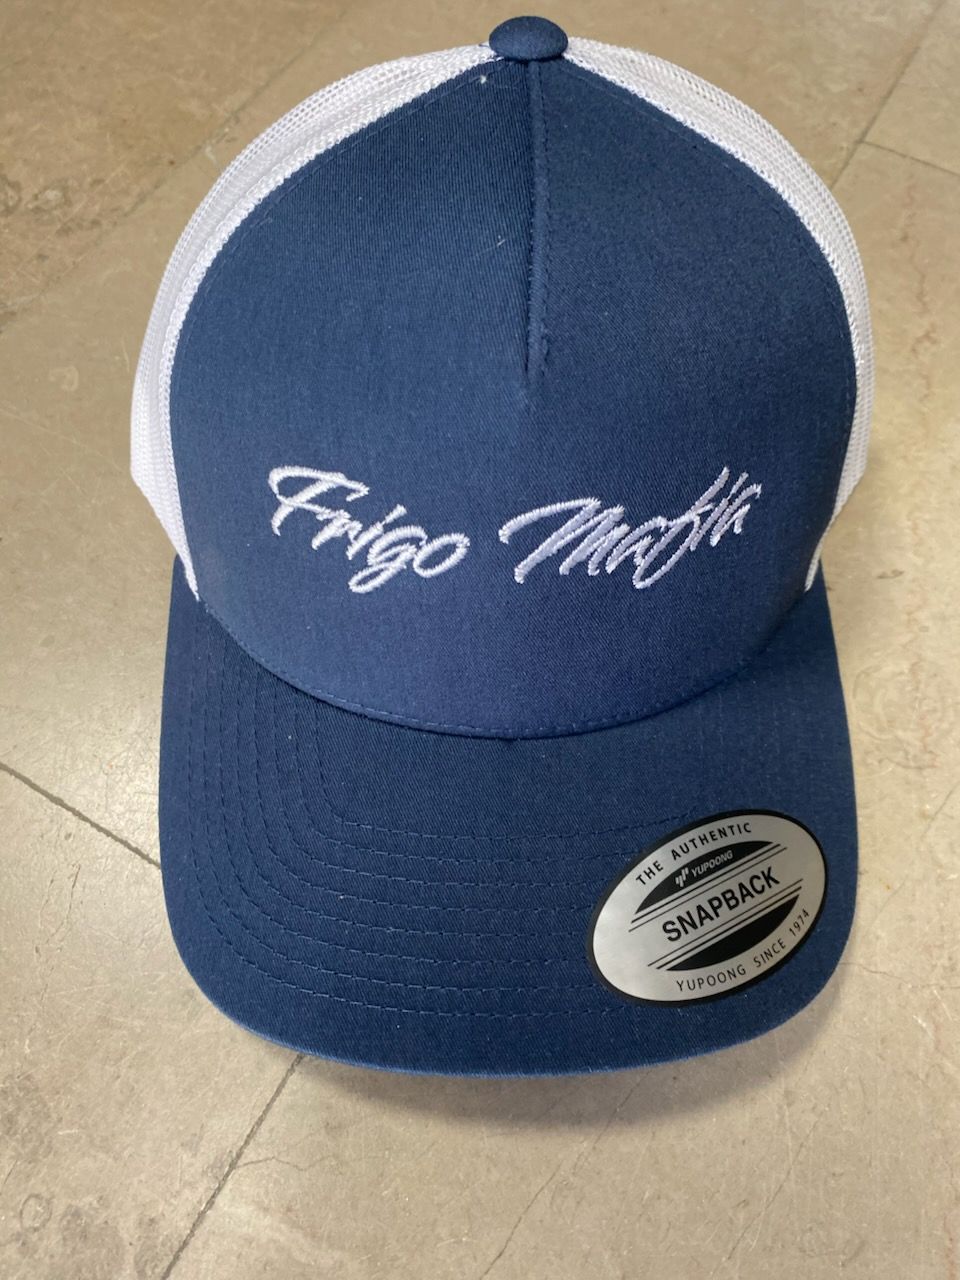 Frigo Mafia
THE AUTHENTIC
YUPOONG
SNAPBACK
YUPOONG SINCE 1974